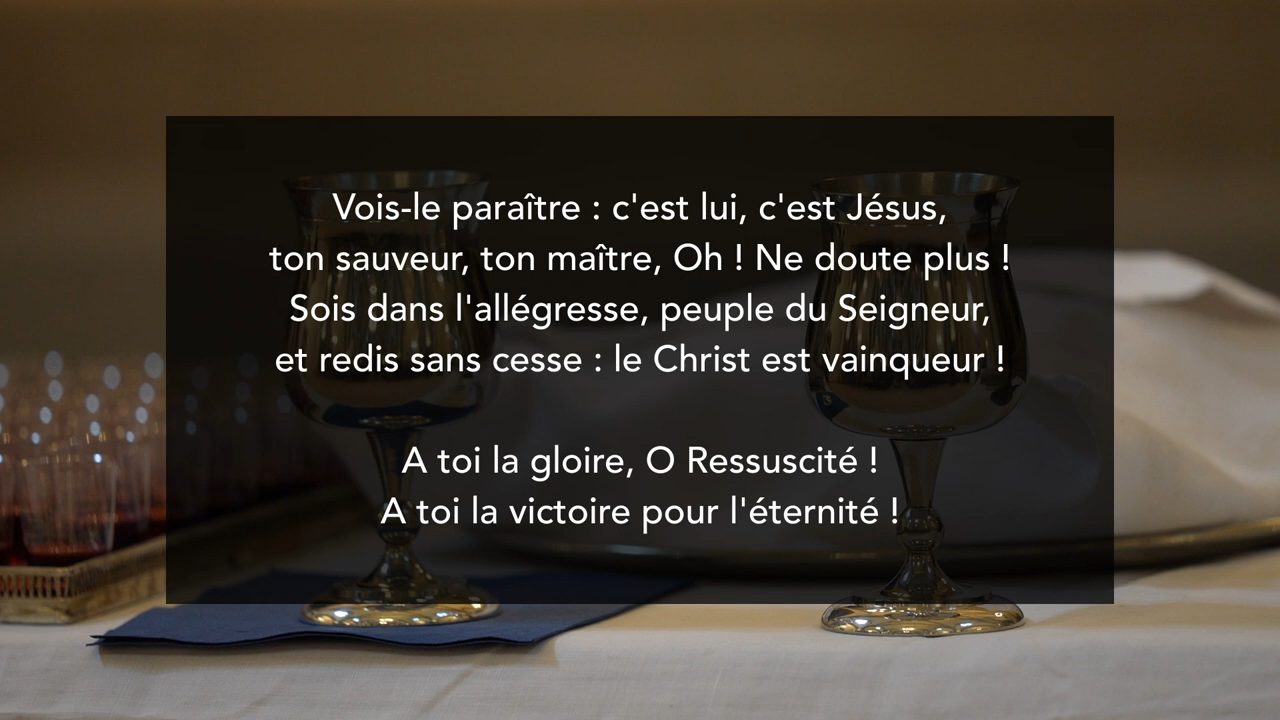 Vois-le paraître : c'est lui, c'est Jésus,
ton sauveur, ton maître, Oh ! Ne doute plus !
Sois dans l'allégresse, peuple du Seigneur,
et redis sans cesse : le Christ est vainqueur !
A toi la gloire, O Ressuscité !
A toi la victoire pour l'éternité !